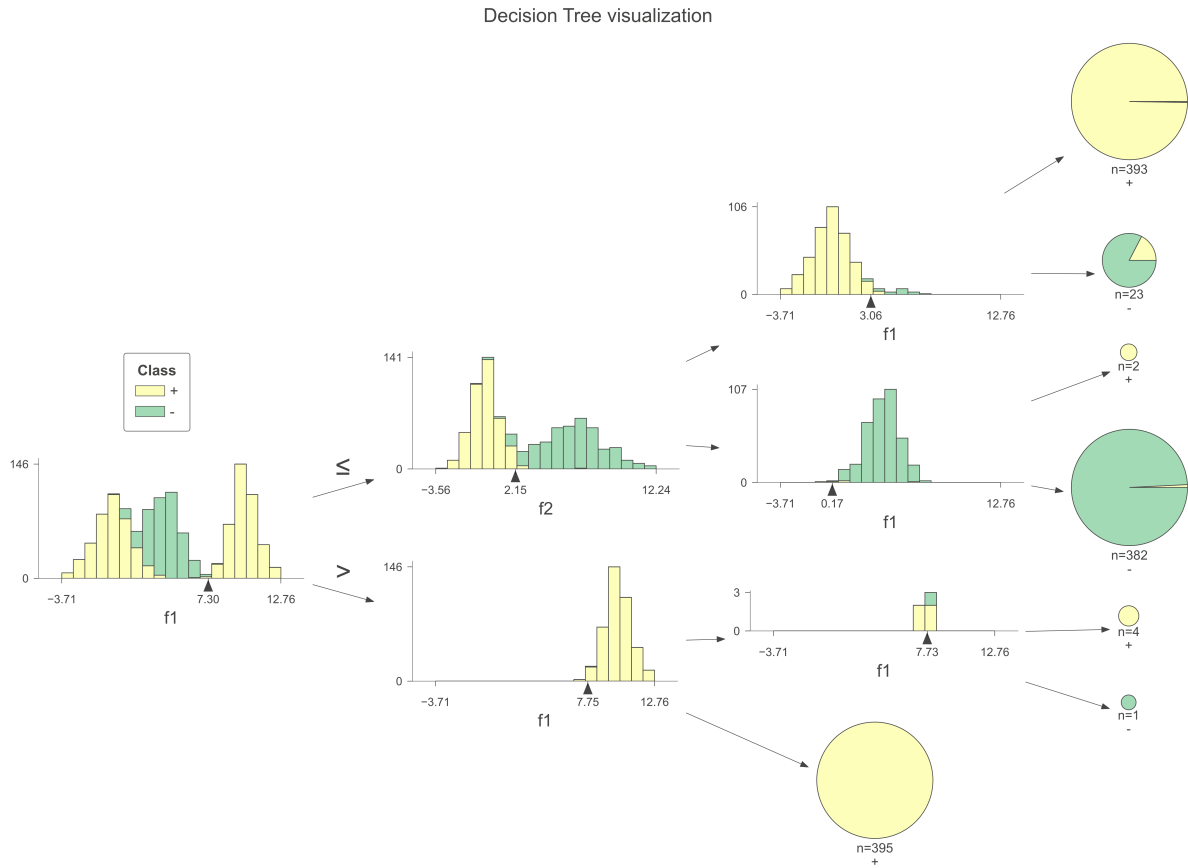 Decision Tree visualization
n=393
+
106
0
−3.71
3.06
12.76
f1
n=23
-
n=2
+
Class
+
-
141
0
−3.56
2.15
12.24
f2
107
0
−3.71
0.17
12.76
f1
n=382
-
146
0
−3.71
7.30
12.76
f1
≤
>
146
0
−3.71
7.75
12.76
f1
3
0
−3.71
7.73
12.76
f1
n=4
+
n=1
-
n=395
+